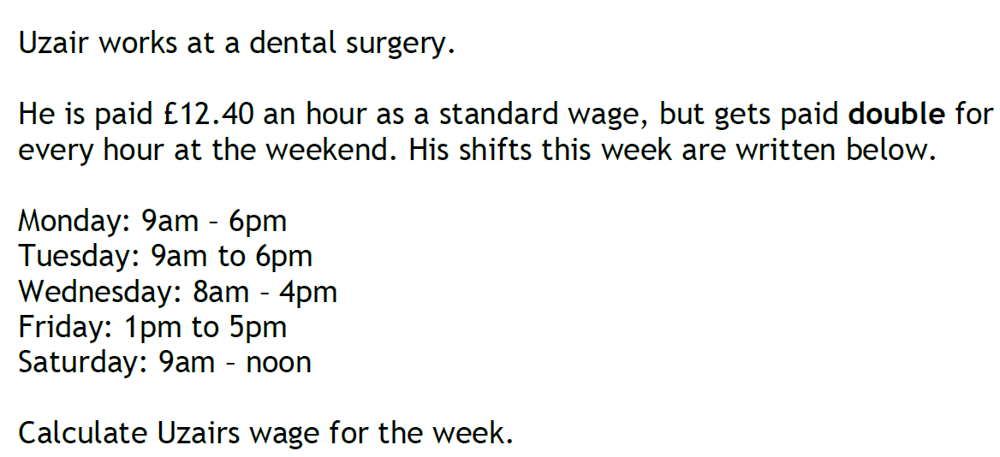 Uzair works at a dental surgery.
He is paid £12.40 an hour as a standard wage, but gets paid double for
every hour at the weekend. His shifts this week are written below.
Monday: 9am – 6pm
Tuesday: 9am to 6pm
Wednesday: 8am – 4pm
Friday: 1pm to 5pm
Saturday: 9am – noon
Calculate Uzairs wage for the week.